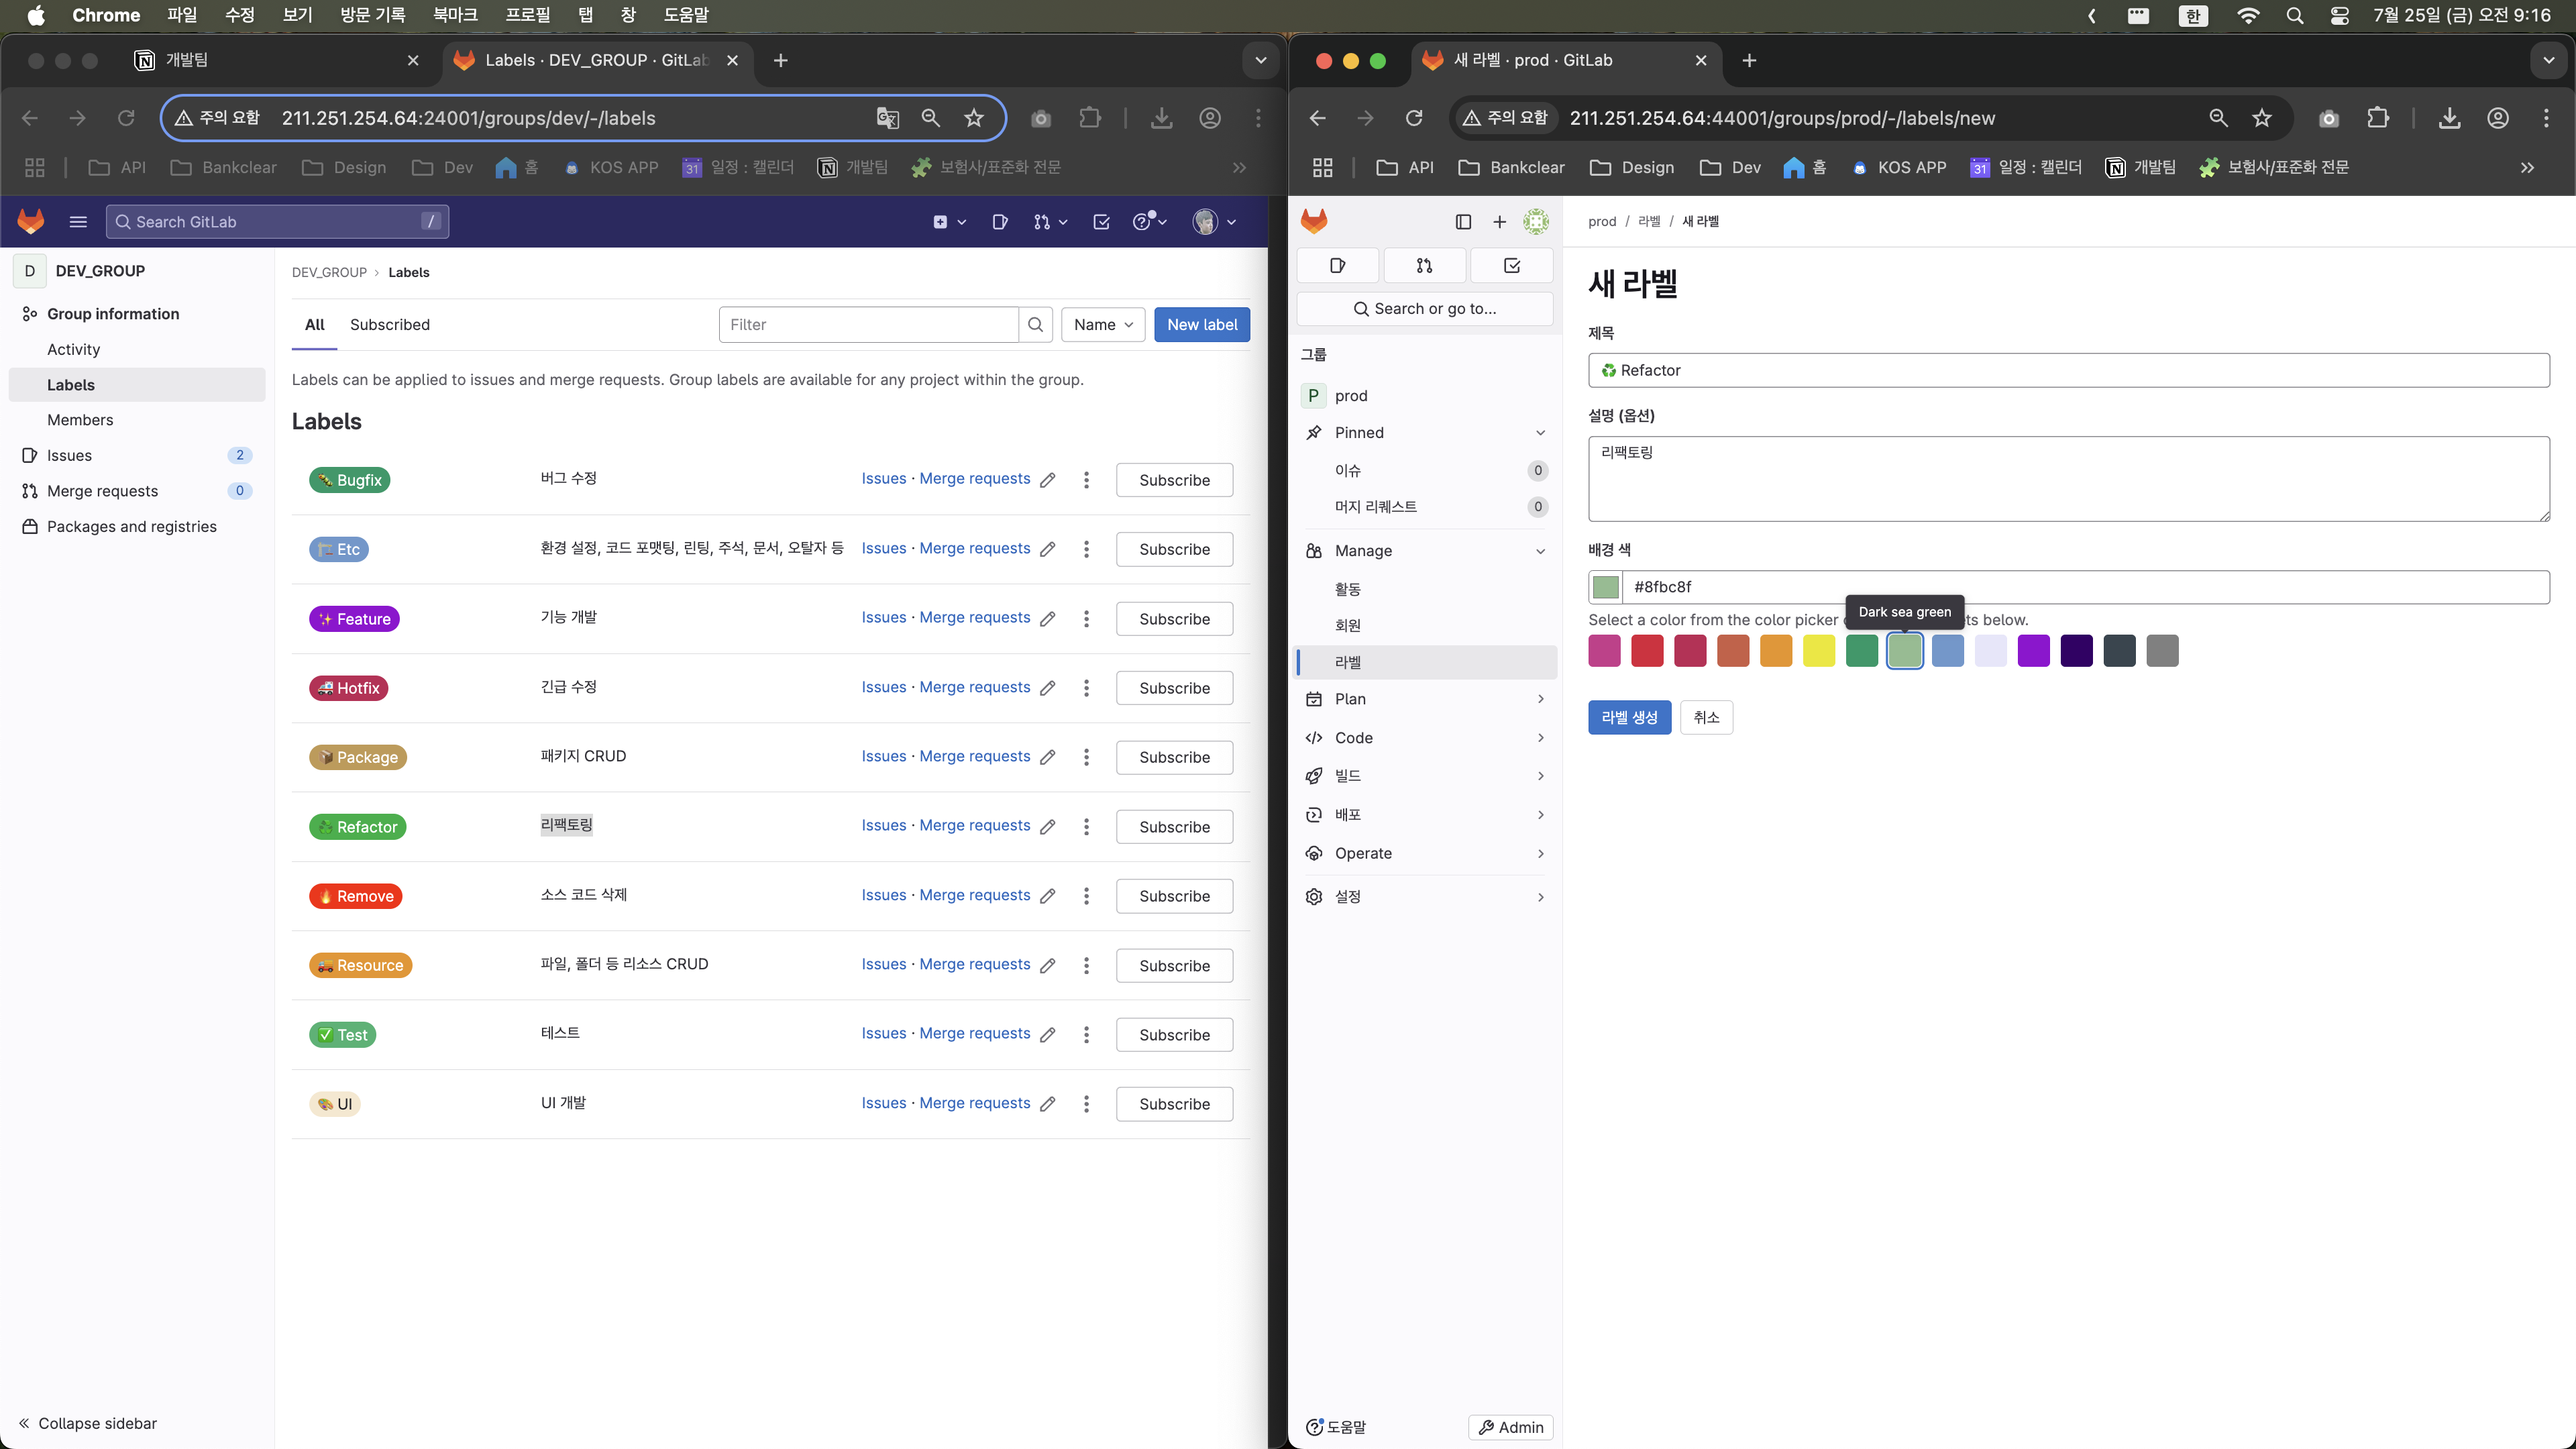 Chrome 파일 수정 보기 방문 기록 북마크 프로필 탭 창 도움말
한 7월 25일 (금) 오전 9:16
개발팀
Labels · DEV_GROUP · GitLab
주의 요함 211.251.254.64:24001/groups/dev/-/labels
API Bankclear Design Dev 홈 KOS APP 31 일정 : 캘린더 개발팀 보험사/표준화 전문
Search GitLab /
D DEV_GROUP
Group information
Activity
Labels
Members
Issues 2
Merge requests 0
Packages and registries
Collapse sidebar
DEV_GROUP › Labels
All Subscribed Filter Name New label
Labels can be applied to issues and merge requests. Group labels are available for any project within the group.
Labels
Bugfix 버그 수정 Issues · Merge requests Subscribe
Etc 환경 설정, 코드 포맷팅, 린팅, 주석, 문서, 오탈자 등 Issues · Merge requests Subscribe
Feature 기능 개발 Issues · Merge requests Subscribe
Hotfix 긴급 수정 Issues · Merge requests Subscribe
Package 패키지 CRUD Issues · Merge requests Subscribe
Refactor 리팩토링 Issues · Merge requests Subscribe
Remove 소스 코드 삭제 Issues · Merge requests Subscribe
Resource 파일, 폴더 등 리소스 CRUD Issues · Merge requests Subscribe
Test 테스트 Issues · Merge requests Subscribe
UI UI 개발 Issues · Merge requests Subscribe
새 라벨 · prod · GitLab
주의 요함 211.251.254.64:44001/groups/prod/-/labels/new
API Bankclear Design Dev 홈 KOS APP 31 일정 : 캘린더 개발팀 보험사/표준화 전문
Search or go to...
그룹
P prod
Pinned
이슈 0
머지 리퀘스트 0
Manage
활동
회원
라벨
Plan
Code
빌드
배포
Operate
설정
도움말 Admin
prod / 라벨 / 새 라벨
새 라벨
제목
Refactor
설명 (옵션)
리팩토링
배경 색
#8fbc8f
Dark sea green
Select a color from the color picker ts below.
라벨 생성 취소